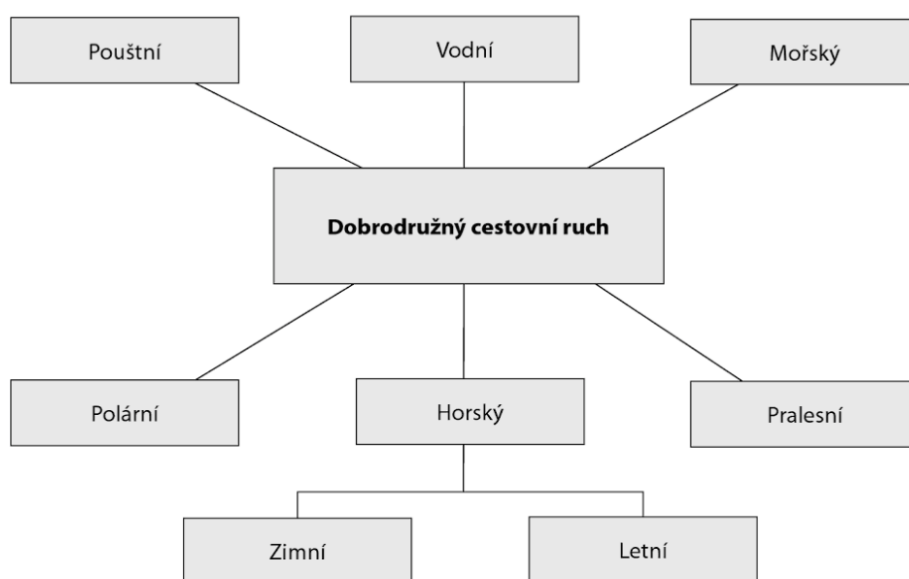 Pouštní
Vodní
Mořský
Dobrodružný cestovní ruch
Polární
Horský
Pralesní
Zimní
Letní